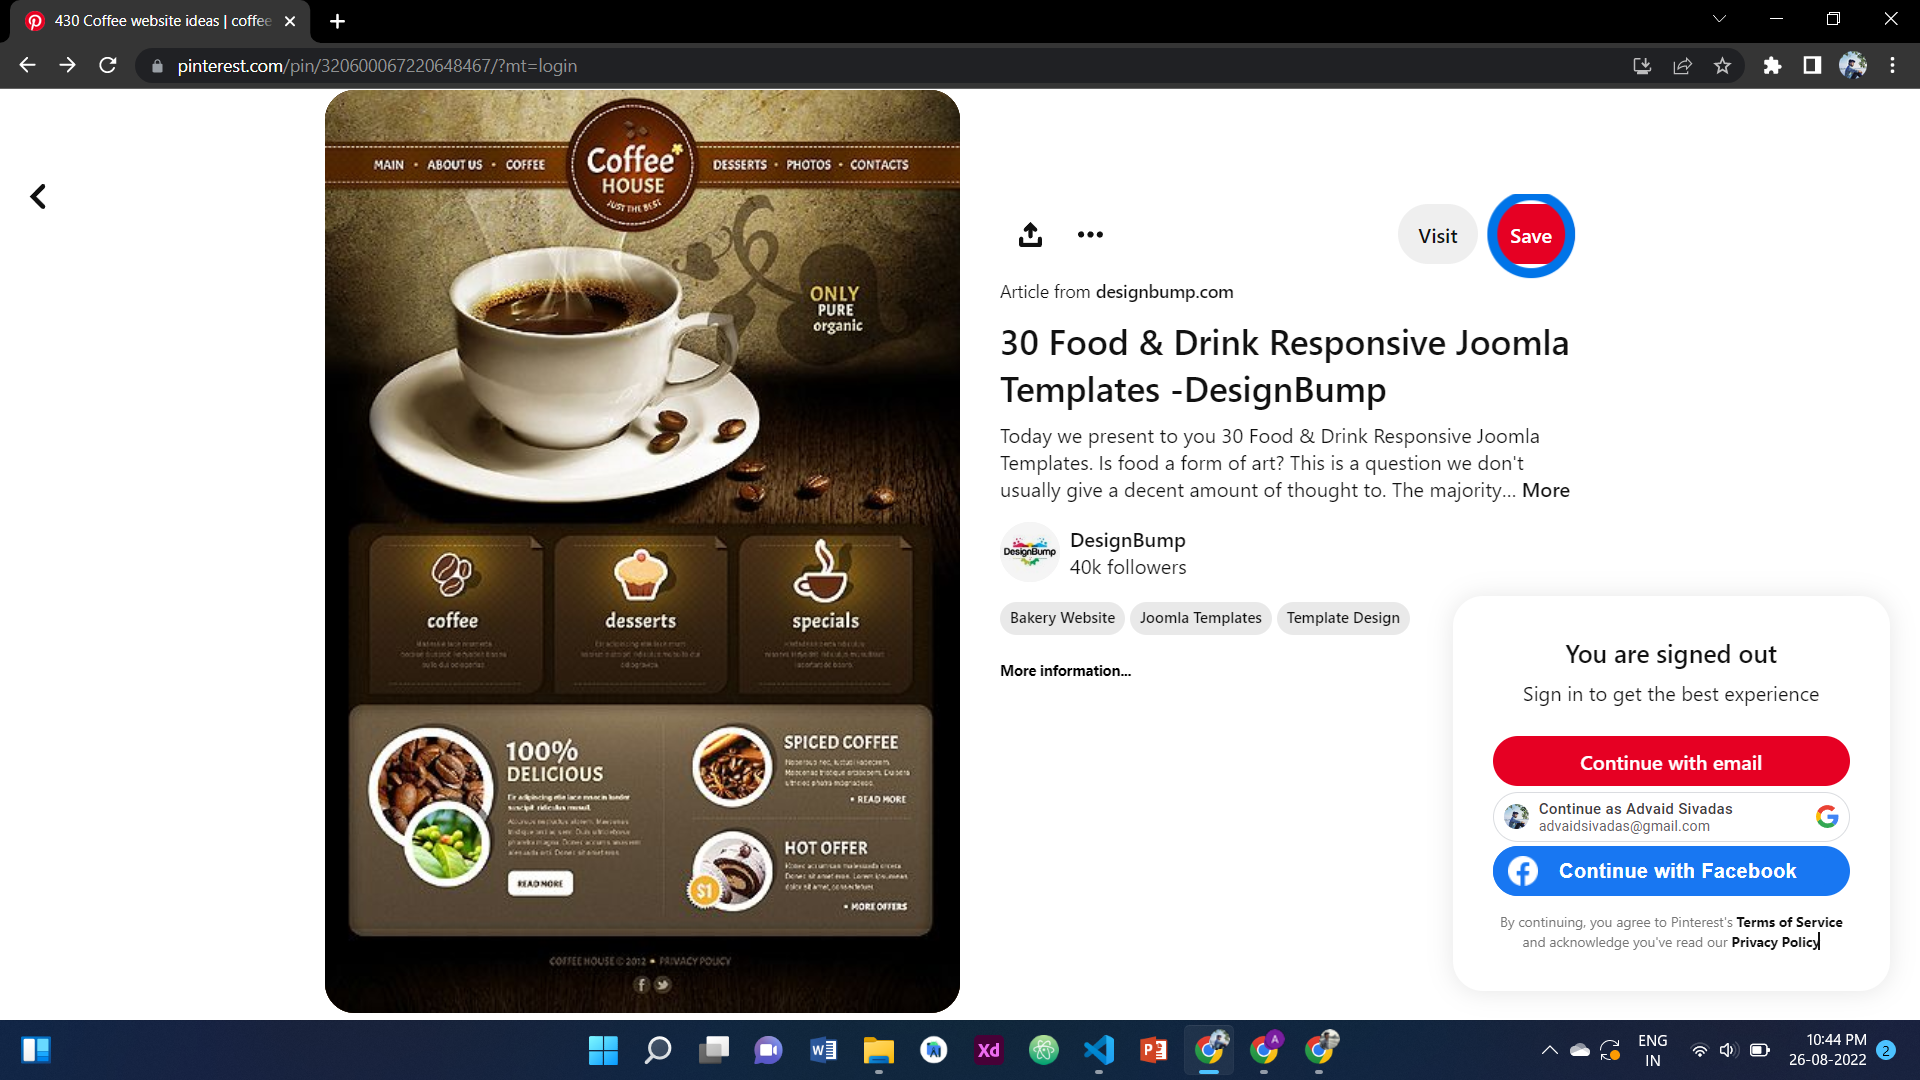 430 Coffee website ideas | coffee
pinterest.com/pin/320600067220648467/?mt=login
MAIN • ABOUT US • COFFEE
Coffee
HOUSE
JUST THE BEST
DESSERTS • PHOTOS • CONTACTS
ONLY
PURE
organic
coffee
desserts
specials
100%
DELICIOUS
READ MORE
SPICED COFFEE
• READ MORE
HOT OFFER
$1
• MORE OFFERS
COFFEE HOUSE © 2012 • PRIVACY POLICY
Visit
Save
Article from designbump.com
30 Food & Drink Responsive Joomla
Templates -DesignBump
Today we present to you 30 Food & Drink Responsive Joomla
Templates. Is food a form of art? This is a question we don't
usually give a decent amount of thought to. The majority... More
DesignBump
DesignBump
40k followers
Bakery Website
Joomla Templates
Template Design
More information...
You are signed out
Sign in to get the best experience
Continue with email
Continue as Advaid Sivadas
advaidsivadas@gmail.com
Continue with Facebook
By continuing, you agree to Pinterest's Terms of Service
and acknowledge you've read our Privacy Policy
Xd
A
ENG
IN
10:44 PM
26-08-2022
2